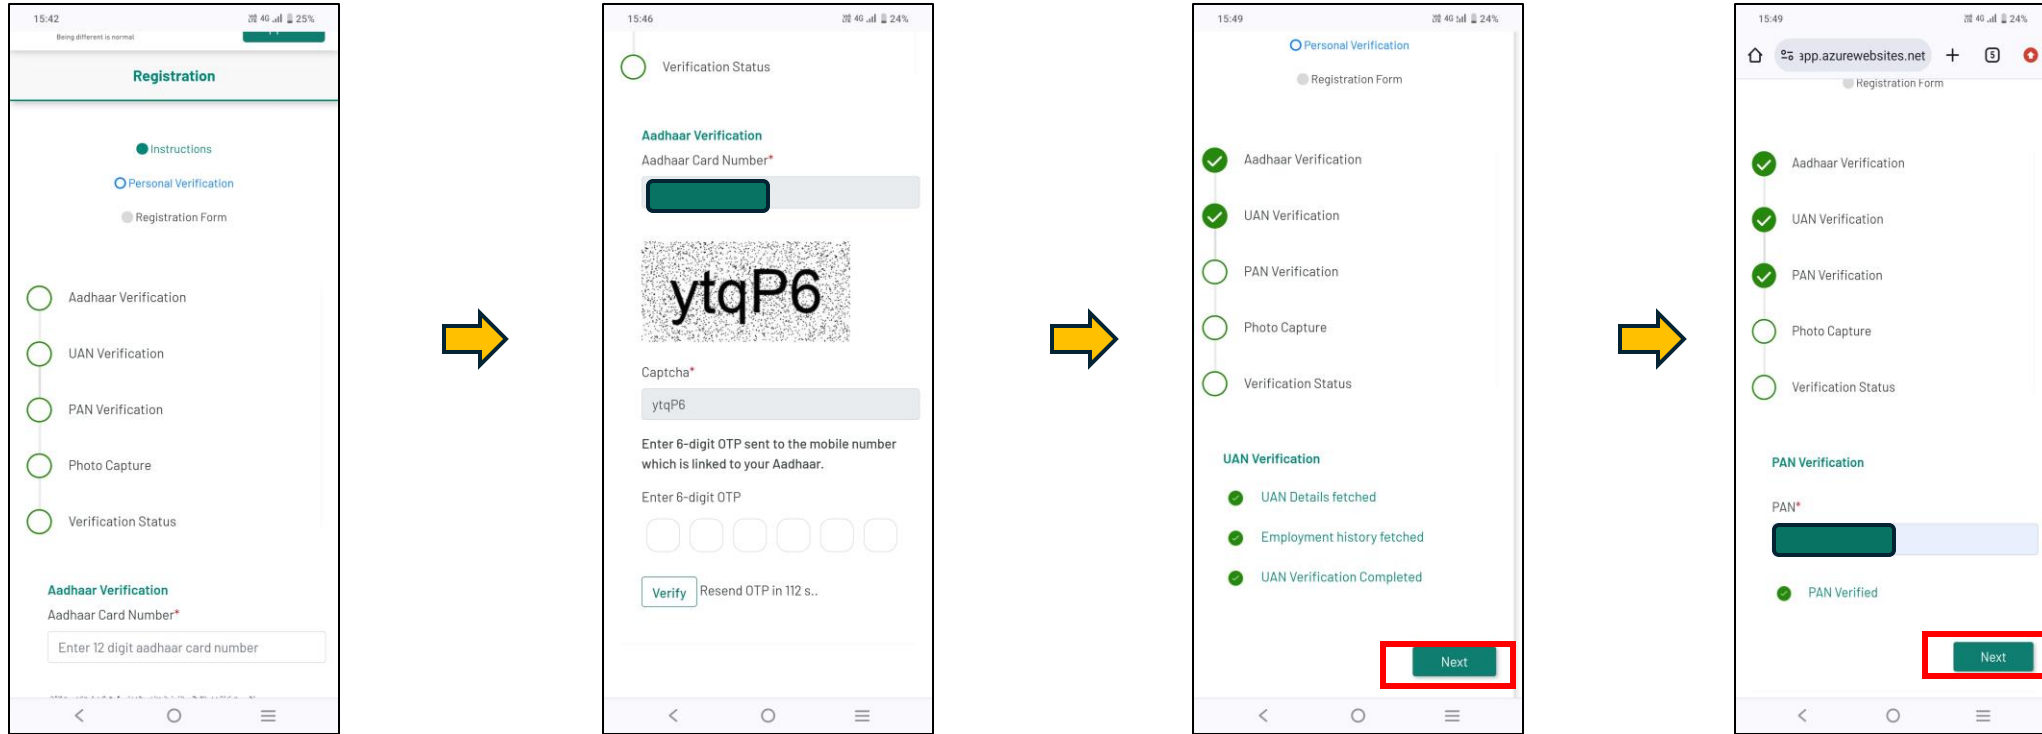 15:42
4G 25%
Being different is normal
Registration
Instructions
Personal Verification
Registration Form
Aadhaar Verification
UAN Verification
PAN Verification
Photo Capture
Verification Status
Aadhaar Verification
Aadhaar Card Number*
Enter 12 digit aadhaar card number
15:46
4G 24%
Verification Status
Aadhaar Verification
Aadhaar Card Number*
ytqP6
Captcha*
ytqP6
Enter 6-digit OTP sent to the mobile number
which is linked to your Aadhaar.
Enter 6-digit OTP
Verify Resend OTP in 112 s..
15:49
4G 24%
Personal Verification
Registration Form
Aadhaar Verification
UAN Verification
PAN Verification
Photo Capture
Verification Status
UAN Verification
UAN Details fetched
Employment history fetched
UAN Verification Completed
Next
15:49
4G 24%
app.azurewebsites.net 5
Registration Form
Aadhaar Verification
UAN Verification
PAN Verification
Photo Capture
Verification Status
PAN Verification
PAN*
PAN Verified
Next